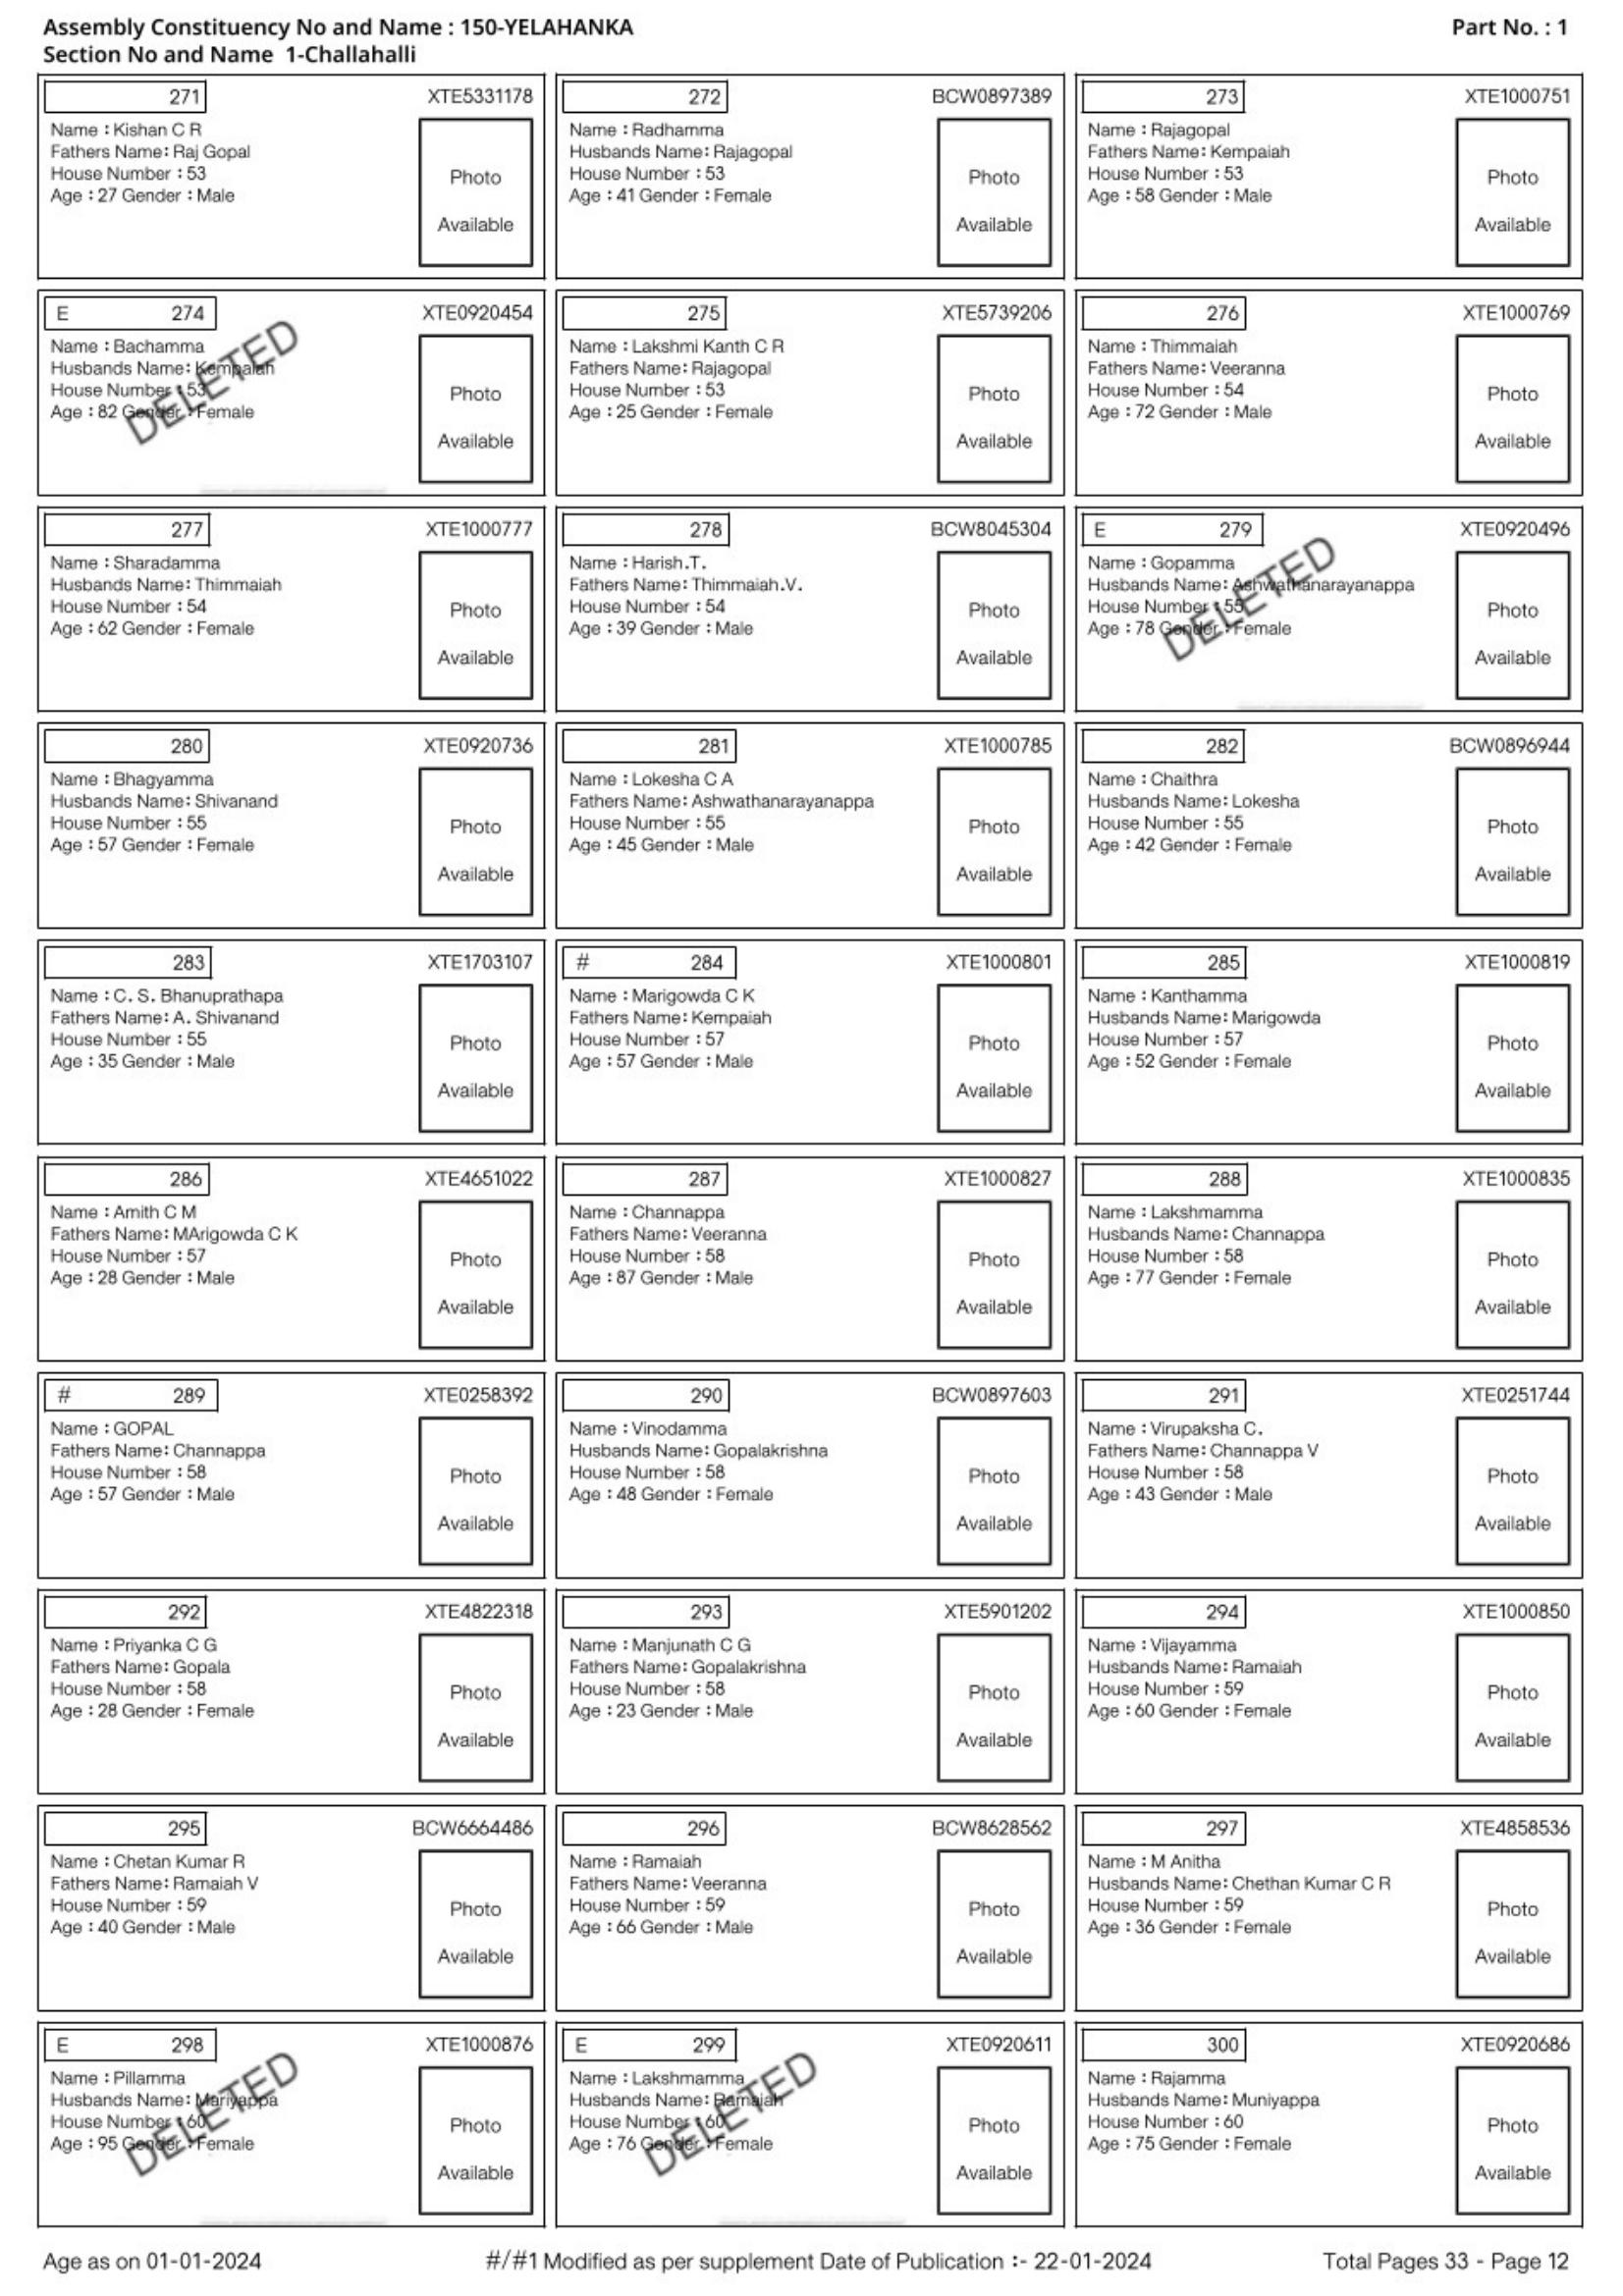 Assembly Constituency No and Name : 150-YELAHANKA
Part No. : 1
Section No and Name 1-Challahalli
271 XTE5331178
Name : Kishan C R
Fathers Name: Raj Gopal
House Number : 53
Age : 27 Gender : Male
Photo
Available
272 BCW0897389
Name : Radhamma
Husbands Name: Rajagopal
House Number : 53
Age : 41 Gender : Female
Photo
Available
273 XTE1000751
Name : Rajagopal
Fathers Name: Kempaiah
House Number : 53
Age : 58 Gender : Male
Photo
Available
E 274 XTE0920454
Name : Bachamma
Husbands Name: Kempaiah
House Number : 53
Age : 82 Gender : Female
DELETED
Photo
Available
275 XTE5739206
Name : Lakshmi Kanth C R
Fathers Name: Rajagopal
House Number : 53
Age : 25 Gender : Female
Photo
Available
276 XTE1000769
Name : Thimmaiah
Fathers Name: Veeranna
House Number : 54
Age : 72 Gender : Male
Photo
Available
277 XTE1000777
Name : Sharadamma
Husbands Name: Thimmaiah
House Number : 54
Age : 62 Gender : Female
Photo
Available
278 BCW8045304
Name : Harish.T.
Fathers Name: Thimmaiah.V.
House Number : 54
Age : 39 Gender : Male
Photo
Available
E 279 XTE0920496
Name : Gopamma
Husbands Name: Ashwathanarayanappa
House Number : 55
Age : 78 Gender : Female
DELETED
Photo
Available
280 XTE0920736
Name : Bhagyamma
Husbands Name: Shivanand
House Number : 55
Age : 57 Gender : Female
Photo
Available
281 XTE1000785
Name : Lokesha C A
Fathers Name: Ashwathanarayanappa
House Number : 55
Age : 45 Gender : Male
Photo
Available
282 BCW0896944
Name : Chaithra
Husbands Name: Lokesha
House Number : 55
Age : 42 Gender : Female
Photo
Available
283 XTE1703107
Name : C. S. Bhanuprathapa
Fathers Name: A. Shivanand
House Number : 55
Age : 35 Gender : Male
Photo
Available
# 284 XTE1000801
Name : Marigowda C K
Fathers Name: Kempaiah
House Number : 57
Age : 57 Gender : Male
Photo
Available
285 XTE1000819
Name : Kanthamma
Husbands Name: Marigowda
House Number : 57
Age : 52 Gender : Female
Photo
Available
286 XTE4651022
Name : Amith C M
Fathers Name: MArigowda C K
House Number : 57
Age : 28 Gender : Male
Photo
Available
287 XTE1000827
Name : Channappa
Fathers Name: Veeranna
House Number : 58
Age : 87 Gender : Male
Photo
Available
288 XTE1000835
Name : Lakshmamma
Husbands Name: Channappa
House Number : 58
Age : 77 Gender : Female
Photo
Available
# 289 XTE0258392
Name : GOPAL
Fathers Name: Channappa
House Number : 58
Age : 57 Gender : Male
Photo
Available
290 BCW0897603
Name : Vinodamma
Husbands Name: Gopalakrishna
House Number : 58
Age : 48 Gender : Female
Photo
Available
291 XTE0251744
Name : Virupaksha C.
Fathers Name: Channappa V
House Number : 58
Age : 43 Gender : Male
Photo
Available
292 XTE4822318
Name : Priyanka C G
Fathers Name: Gopala
House Number : 58
Age : 28 Gender : Female
Photo
Available
293 XTE5901202
Name : Manjunath C G
Fathers Name: Gopalakrishna
House Number : 58
Age : 23 Gender : Male
Photo
Available
294 XTE1000850
Name : Vijayamma
Husbands Name: Ramaiah
House Number : 59
Age : 60 Gender : Female
Photo
Available
295 BCW6664486
Name : Chetan Kumar R
Fathers Name: Ramaiah V
House Number : 59
Age : 40 Gender : Male
Photo
Available
296 BCW8628562
Name : Ramaiah
Fathers Name: Veeranna
House Number : 59
Age : 66 Gender : Male
Photo
Available
297 XTE4858536
Name : M Anitha
Husbands Name: Chethan Kumar C R
House Number : 59
Age : 36 Gender : Female
Photo
Available
E 298 XTE1000876
Name : Pillamma
Husbands Name: Mariyappa
House Number : 60
Age : 95 Gender : Female
DELETED
Photo
Available
E 299 XTE0920611
Name : Lakshmamma
Husbands Name: Ramaiah
House Number : 60
Age : 76 Gender : Female
DELETED
Photo
Available
300 XTE0920686
Name : Rajamma
Husbands Name: Muniyappa
House Number : 60
Age : 75 Gender : Female
Photo
Available
Age as on 01-01-2024
#/#1 Modified as per supplement Date of Publication :- 22-01-2024
Total Pages 33 - Page 12